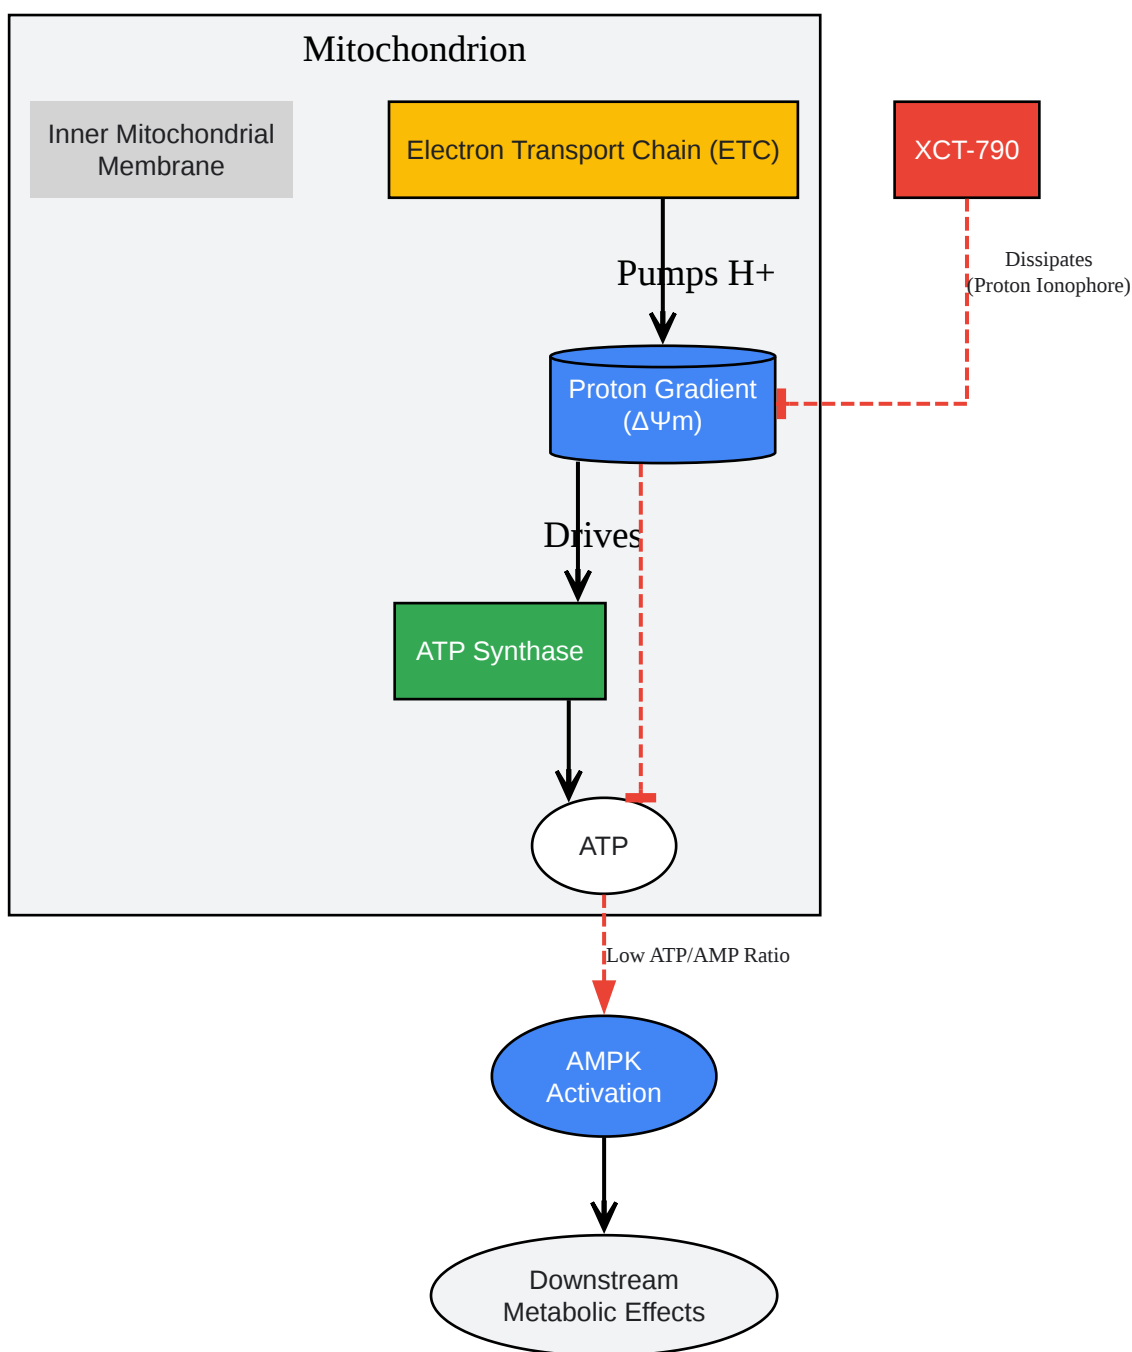 Mitochondrion
Inner Mitochondrial
Membrane
Electron Transport Chain (ETC)
XCT-790
Pumps H+
Dissipates
(Proton Ionophore)
Proton Gradient
(ΔΨm)
Drives
ATP Synthase
ATP
Low ATP/AMP Ratio
AMPK
Activation
Downstream
Metabolic Effects